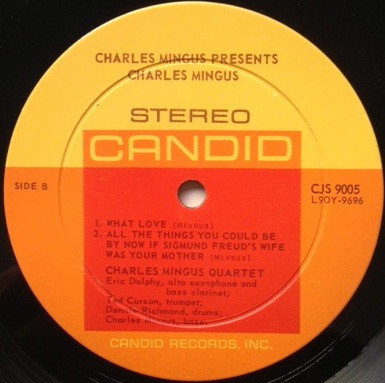 CHARLES MINGUS PRESENTS
CHARLES MINGUS
STEREO
CANDID
SIDE B
CJS 9005
L9OY-9696
1. WHAT LOVE (Mingus)
2. ALL THE THINGS YOU COULD BE
BY NOW IF SIGMUND FREUD'S WIFE
WAS YOUR MOTHER (Mingus)
CHARLES MINGUS QUARTET
Eric Dolphy, alto saxophone and
bass clarinet;
Ted Curson, trumpet;
Dannie Richmond, drums;
Charles Mingus, bass.
CANDID RECORDS, INC.